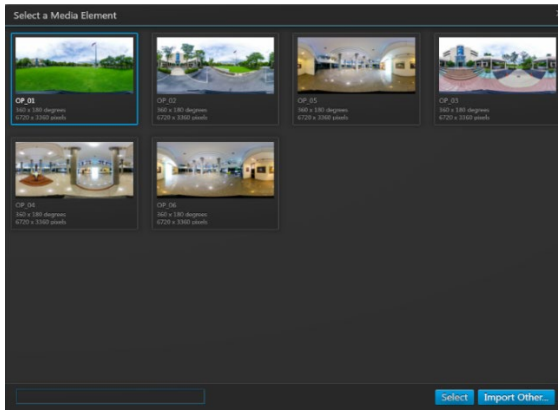 Select a Media Element
OP_01
360 x 180 degrees
6720 x 3360 pixels
OP_02
360 x 180 degrees
6720 x 3360 pixels
OP_05
360 x 180 degrees
6720 x 3360 pixels
OP_03
360 x 180 degrees
6720 x 3360 pixels
OP_04
360 x 180 degrees
6720 x 3360 pixels
OP_06
360 x 180 degrees
6720 x 3360 pixels
Select
Import Other...